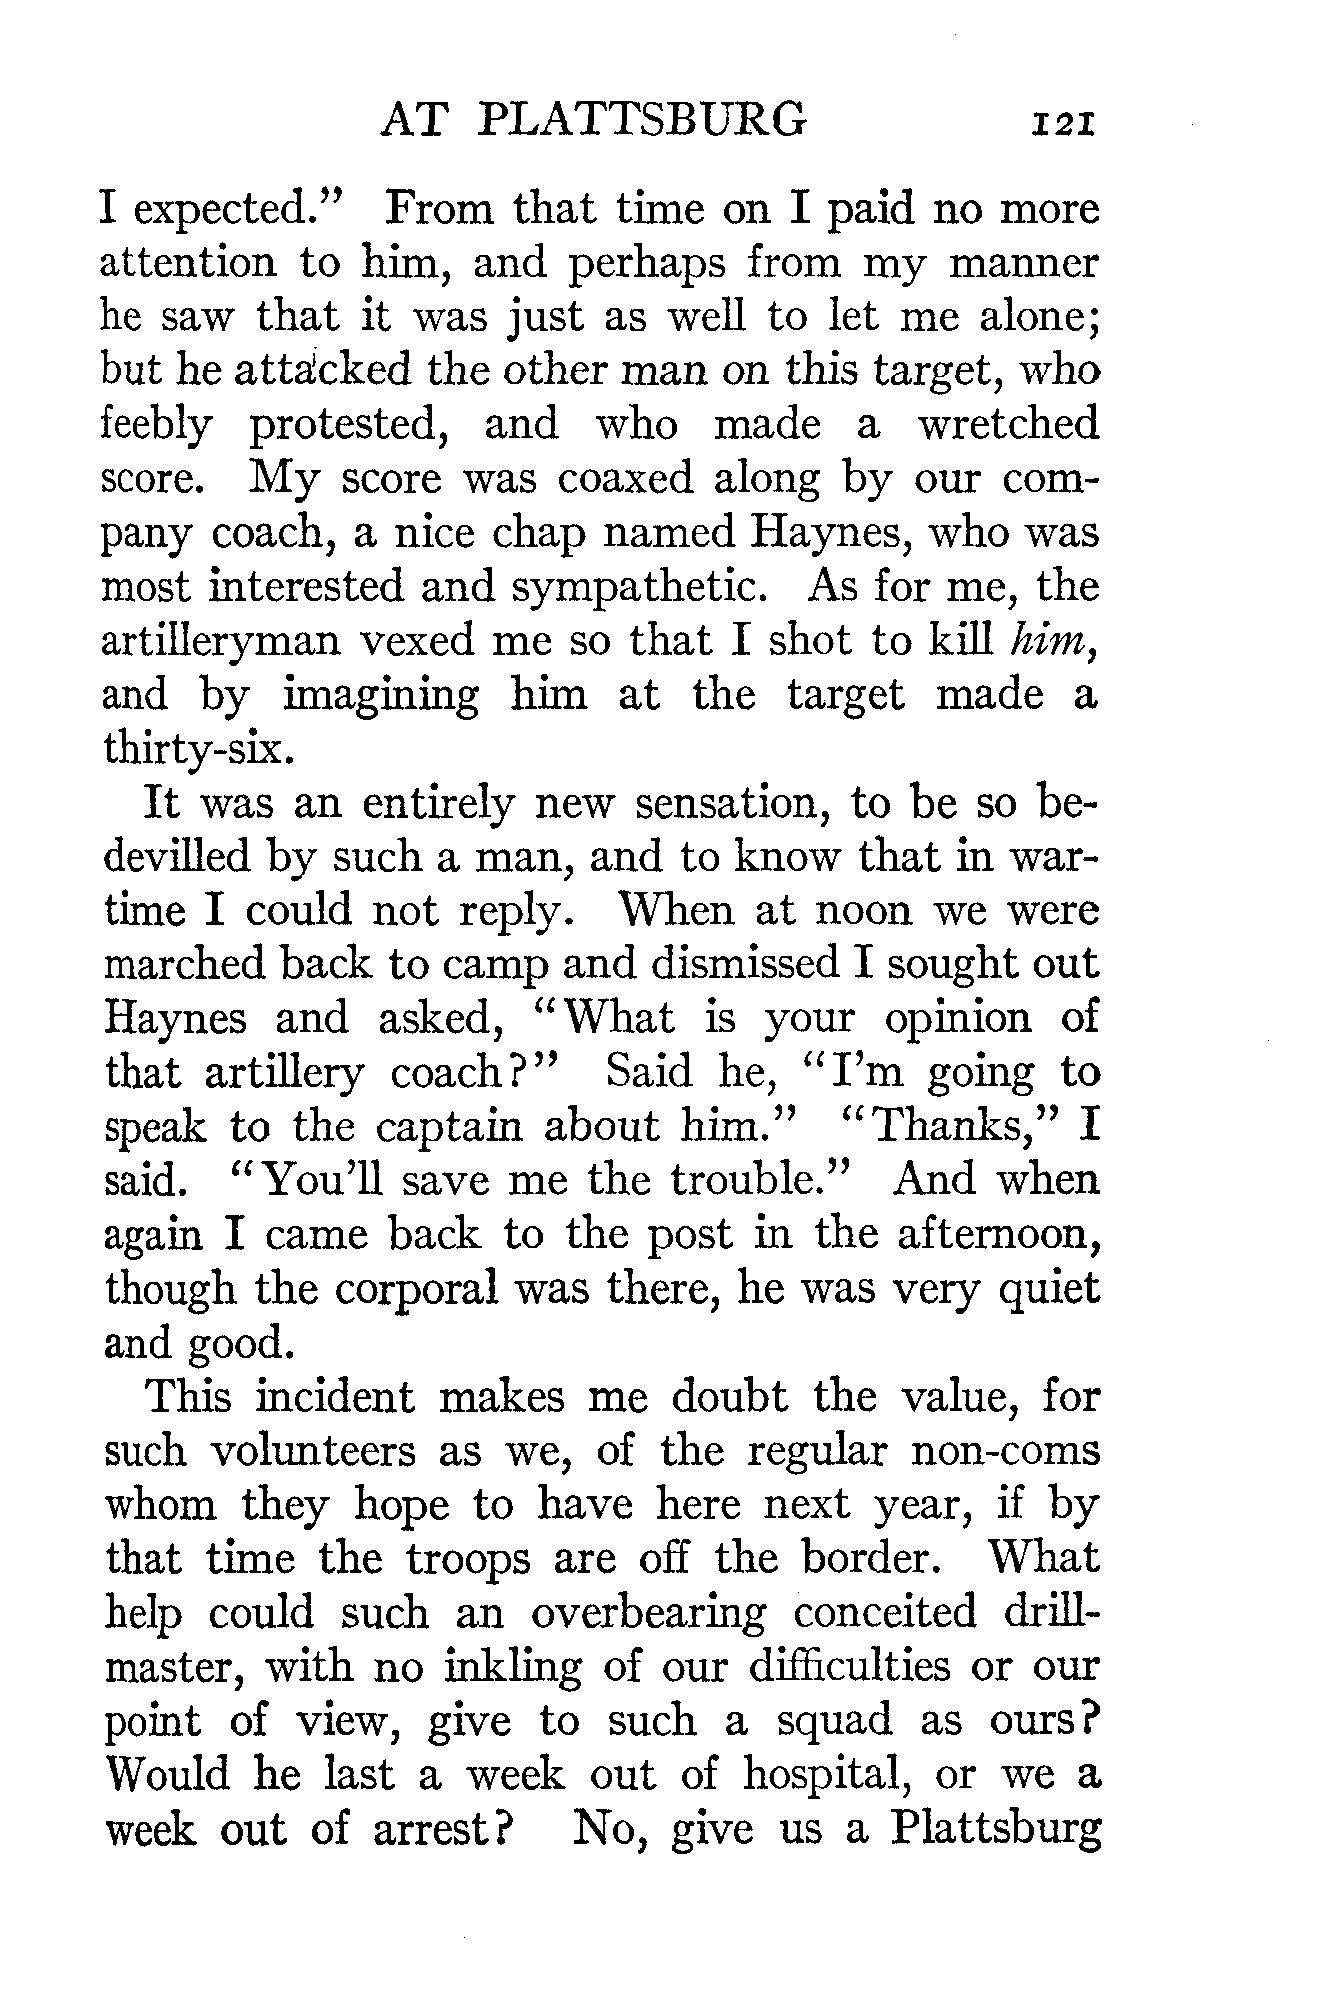 AT PLATTSBURG 121
I expected." From that time on I paid no more
attention to him, and perhaps from my manner
he saw that it was just as well to let me alone;
but he attacked the other man on this target, who
feebly protested, and who made a wretched
score. My score was coaxed along by our com-
pany coach, a nice chap named Haynes, who was
most interested and sympathetic. As for me, the
artilleryman vexed me so that I shot to kill him,
and by imagining him at the target made a
thirty-six.
It was an entirely new sensation, to be so be-
devilled by such a man, and to know that in war-
time I could not reply. When at noon we were
marched back to camp and dismissed I sought out
Haynes and asked, "What is your opinion of
that artillery coach?" Said he, "I'm going to
speak to the captain about him." "Thanks," I
said. "You'll save me the trouble." And when
again I came back to the post in the afternoon,
though the corporal was there, he was very quiet
and good.
This incident makes me doubt the value, for
such volunteers as we, of the regular non-coms
whom they hope to have here next year, if by
that time the troops are off the border. What
help could such an overbearing conceited drill-
master, with no inkling of our difficulties or our
point of view, give to such a squad as ours?
Would he last a week out of hospital, or we a
week out of arrest? No, give us a Plattsburg